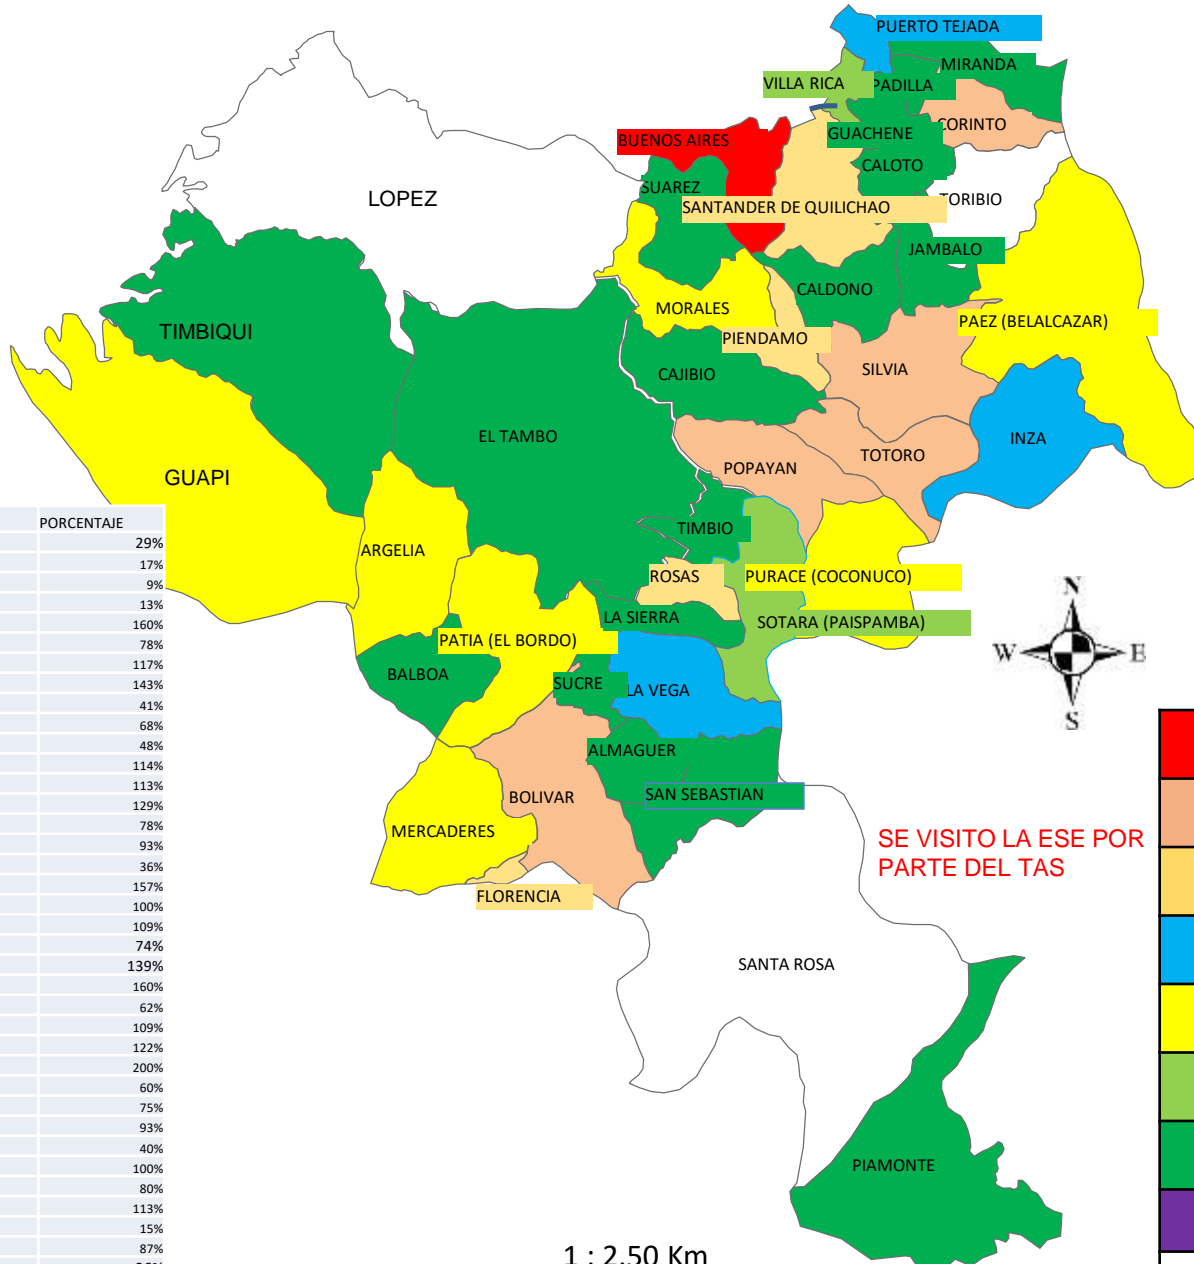 PUERTO TEJADA
MIRANDA
VILLA RICA
PADILLA
CORINTO
GUACHENE
BUENOS AIRES
CALOTO
SUAREZ
LOPEZ
TORIBIO
SANTANDER DE QUILICHAO
JAMBALO
CALDONO
MORALES
PAEZ (BELALCAZAR)
TIMBIQUI
PIENDAMO
SILVIA
CAJIBIO
EL TAMBO
INZA
TOTORO
POPAYAN
GUAPI
TIMBIO
ARGELIA
ROSAS
PURACE (COCONUCO)
LA SIERRA
SOTARA (PAISPAMBA)
PATIA (EL BORDO)
BALBOA
SUCRE
LA VEGA
ALMAGUER
SAN SEBASTIAN
BOLIVAR
MERCADERES
FLORENCIA
SANTA ROSA
PIAMONTE
N
W E
S
SE VISITO LA ESE POR
PARTE DEL TAS
PORCENTAJE
29%
17%
9%
13%
160%
78%
117%
143%
41%
68%
48%
114%
113%
129%
78%
93%
36%
157%
100%
109%
74%
139%
160%
62%
109%
122%
200%
60%
75%
93%
40%
100%
80%
113%
15%
87%
1 : 2.50 Km